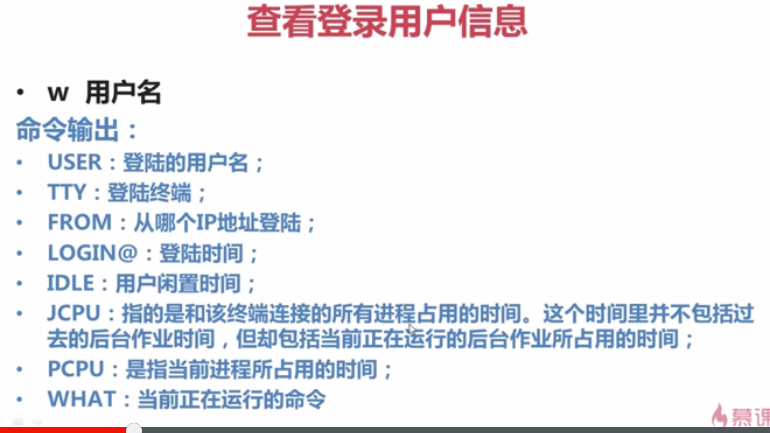 查看登录用户信息
• w 用户名
命令输出：
• USER：登陆的用户名；
• TTY：登陆终端；
• FROM：从哪个IP地址登陆；
• LOGIN@：登陆时间；
• IDLE：用户闲置时间；
• JCPU：指的是和该终端连接的所有进程占用的时间。这个时间里并不包括过
去的后台作业时间，但却包括当前正在运行的后台作业所占用的时间；
• PCPU：是指当前进程所占用的时间；
• WHAT：当前正在运行的命令
慕课